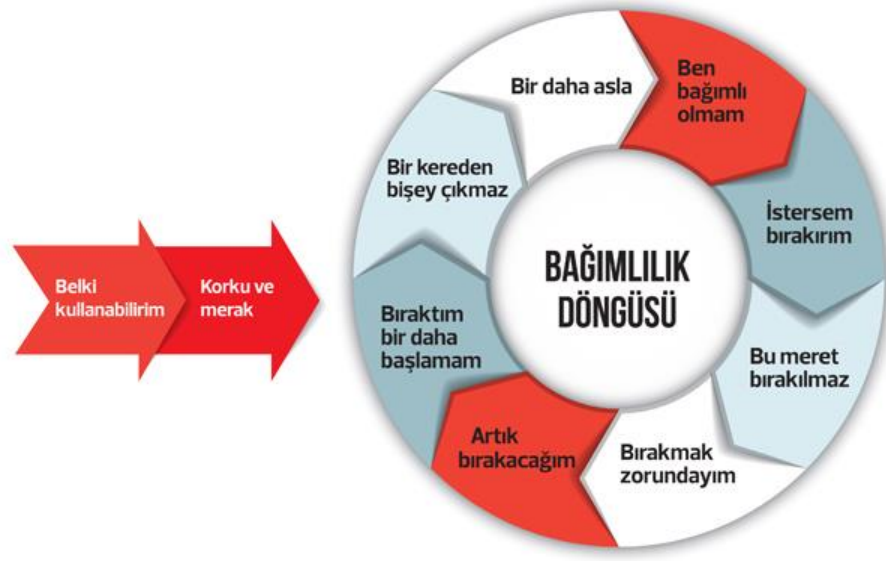 Belki
kullanabilirim
Korku ve
merak
BAĞIMLILIK
DÖNGÜSÜ
Bir kereden
bişey çıkmaz
Bir daha asla
Ben
bağımlı
olmam
İstersem
bırakırım
Bu meret
bırakılmaz
Bırakmak
zorundayım
Artık
bırakacağım
Bıraktım
bir daha
başlamam